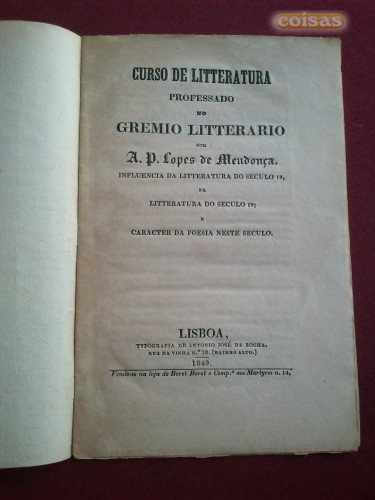 coisas
CURSO DE LITTERATURA
PROFESSADO
NO
GREMIO LITTERARIO
POR
A. P. Lopes de Mendonça.
INFLUENCIA DA LITTERATURA DO SECULO 18,
NA
LITTERATURA DO SECULO 19;
E
CARACTER DA POESIA NESTE SECULO.
LISBOA,
TYPOGRAFIA DE ANTONIO JOSÉ DA ROCHA,
RUA DA VINHA N.º 38. (BAIRRO ALTO.)
1849.
Vende-se na loja de Borel Borel e Comp.ª aos Martyres n. 14.